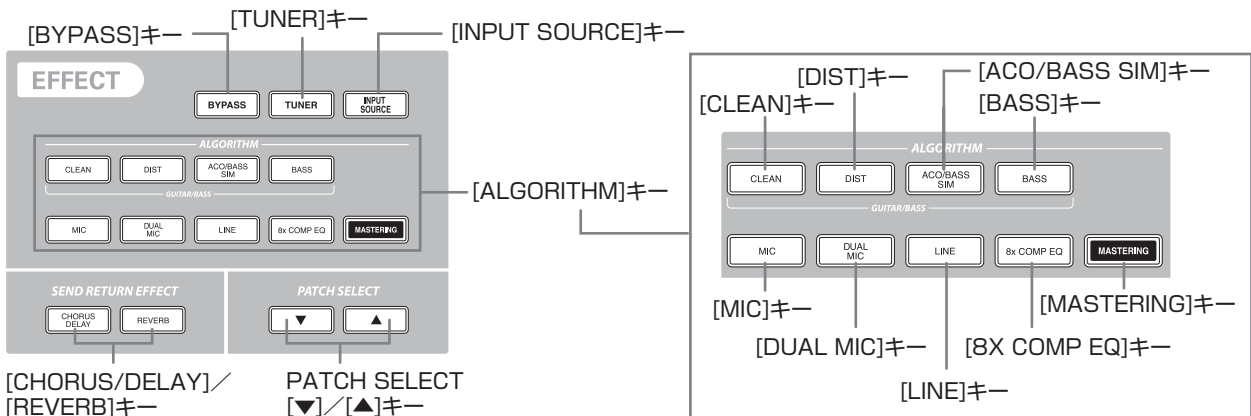 [BYPASS]キー
[TUNER]キー
[INPUT SOURCE]キー
EFFECT
BYPASS
TUNER
INPUT
SOURCE
ALGORITHM
CLEAN
DIST
ACO/BASS
SIM
BASS
GUITAR/BASS
MIC
DUAL
MIC
LINE
8x COMP EQ
MASTERING
[ALGORITHM]キー
SEND RETURN EFFECT
CHORUS
DELAY
REVERB
PATCH SELECT
▼
▲
[CHORUS/DELAY]／
[REVERB]キー
PATCH SELECT
[▼]／[▲]キー
[CLEAN]キー
[DIST]キー
[ACO/BASS SIM]キー
[BASS]キー
ALGORITHM
CLEAN
DIST
ACO/BASS
SIM
BASS
GUITAR/BASS
MIC
DUAL
MIC
LINE
8x COMP EQ
MASTERING
[MIC]キー
[DUAL MIC]キー
[LINE]キー
[8X COMP EQ]キー
[MASTERING]キー